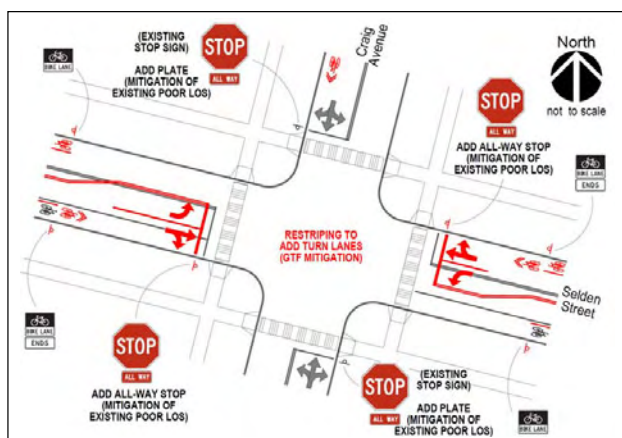 (EXISTING
STOP SIGN)
STOP
ALL WAY
ADD PLATE
(MITIGATION OF
EXISTING POOR LOS)
BIKE LANE
Craig
Avenue
STOP
ALL WAY
ADD ALL-WAY STOP
(MITIGATION OF
EXISTING POOR LOS)
North
not to scale
BIKE LANE
ENDS
RESTRIPING TO
ADD TURN LANES
(GTF MITIGATION)
Selden
Street
BIKE LANE
ENDS
STOP
ALL WAY
ADD ALL-WAY STOP
(MITIGATION OF
EXISTING POOR LOS)
STOP
ALL WAY
(EXISTING
STOP SIGN)
ADD PLATE
(MITIGATION OF
EXISTING POOR LOS)
BIKE LANE